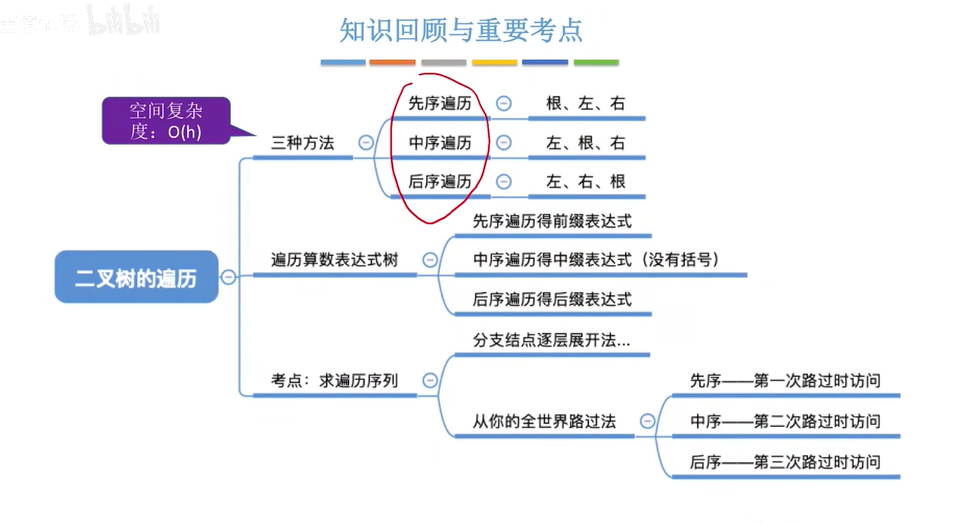 bilibili
知识回顾与重要考点
空间复杂
度：O(h)
三种方法
先序遍历
根、左、右
中序遍历
左、根、右
后序遍历
左、右、根
二叉树的遍历
遍历算数表达式树
先序遍历得前缀表达式
中序遍历得中缀表达式（没有括号）
后序遍历得后缀表达式
考点：求遍历序列
分支结点逐层展开法...
从你的全世界路过法
先序——第一次路过时访问
中序——第二次路过时访问
后序——第三次路过时访问